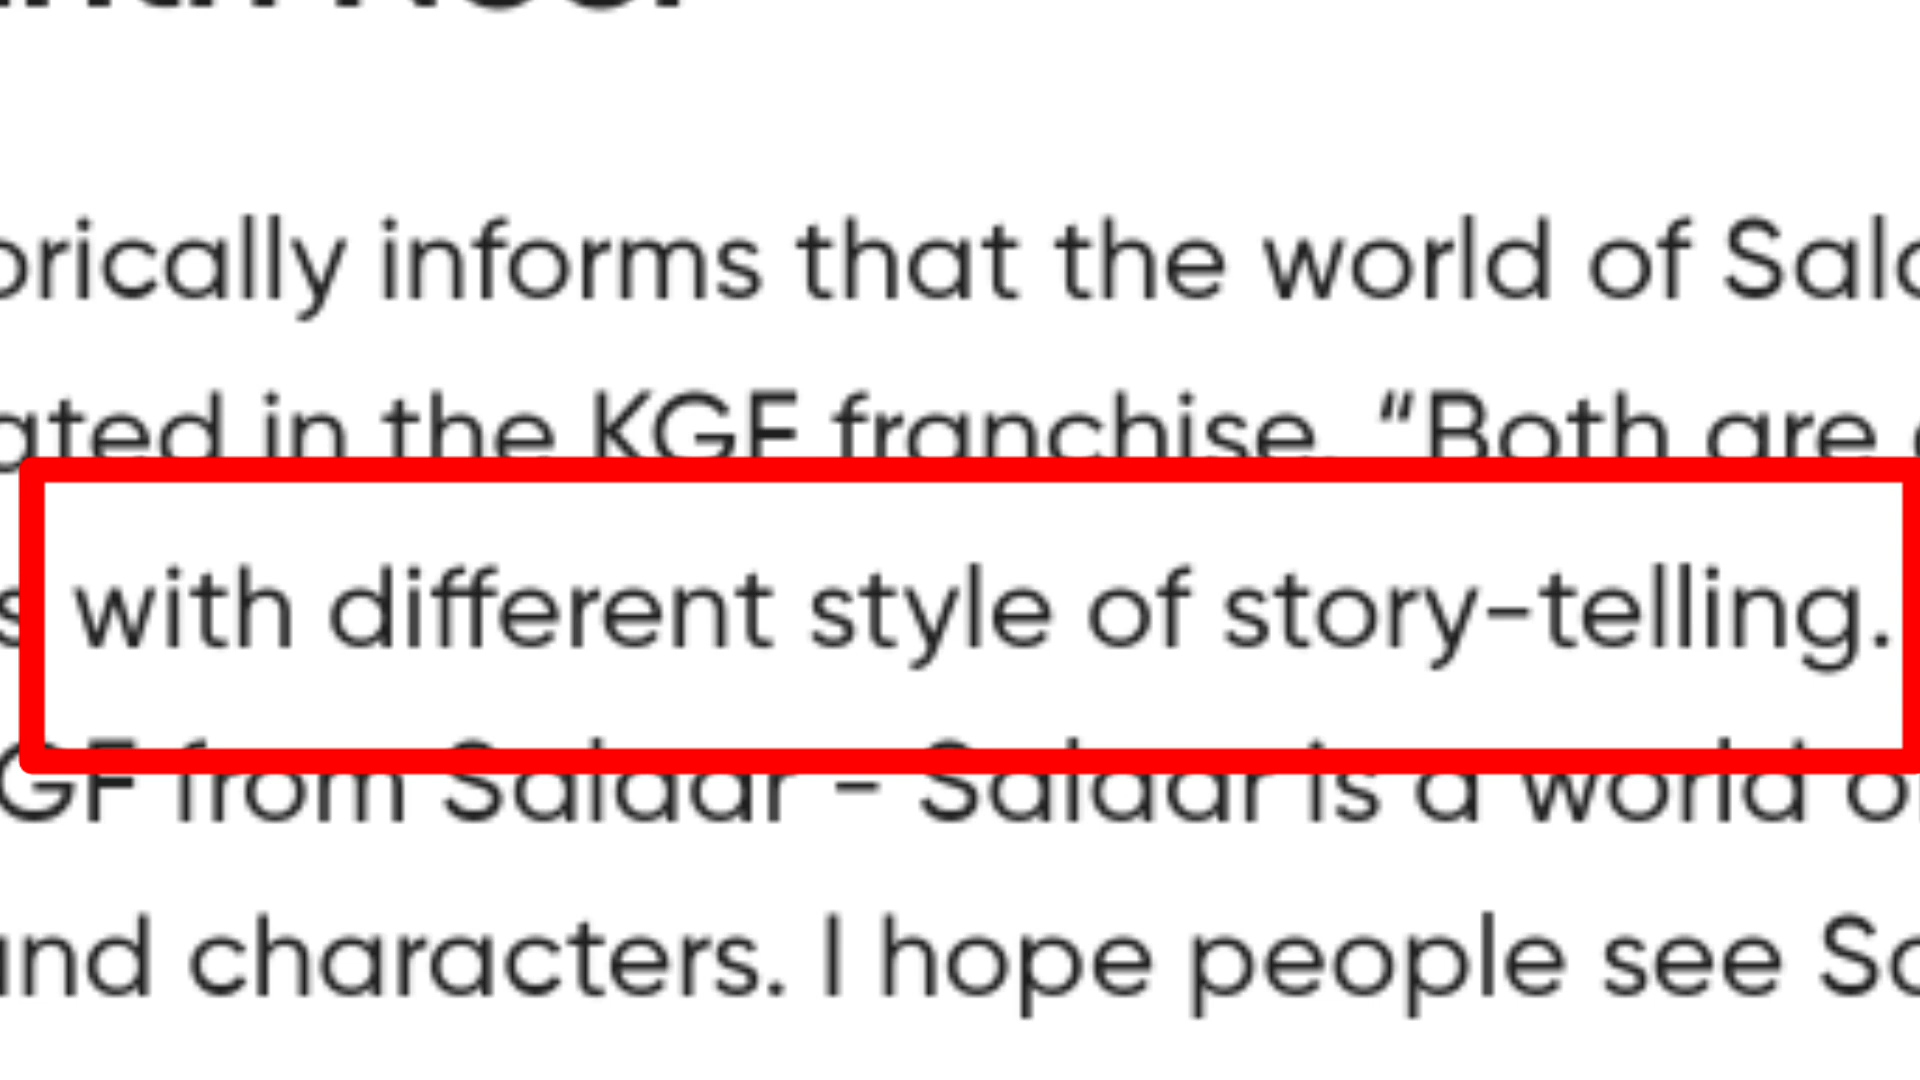 orically informs that the world of Sala
ated in the KGF franchise. “Both are
with different style of story-telling.
GF from Salaar - Salaar is a world o
and characters. I hope people see Sa